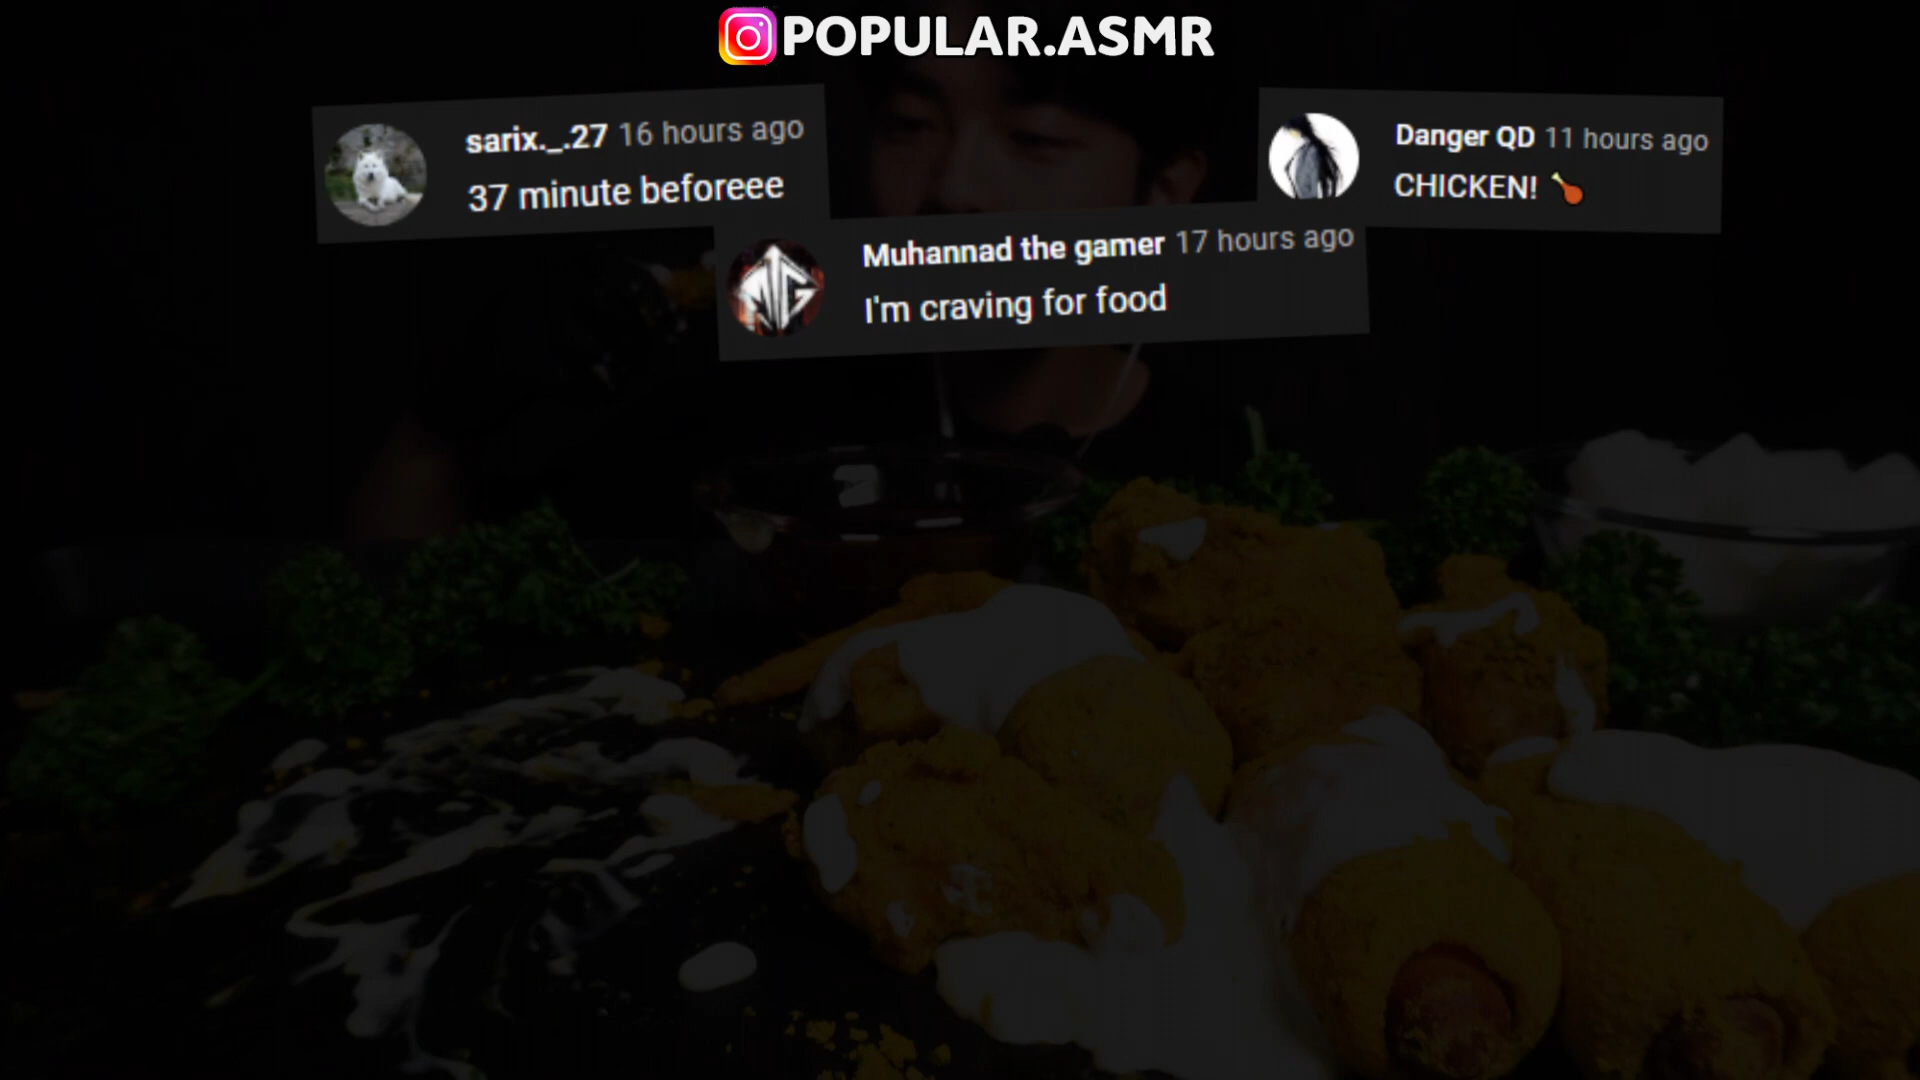 POPULAR.ASMR
sarix._.27 16 hours ago
37 minute beforeee
Danger QD 11 hours ago
CHICKEN! 🍗
Muhannad the gamer 17 hours ago
I'm craving for food
MG